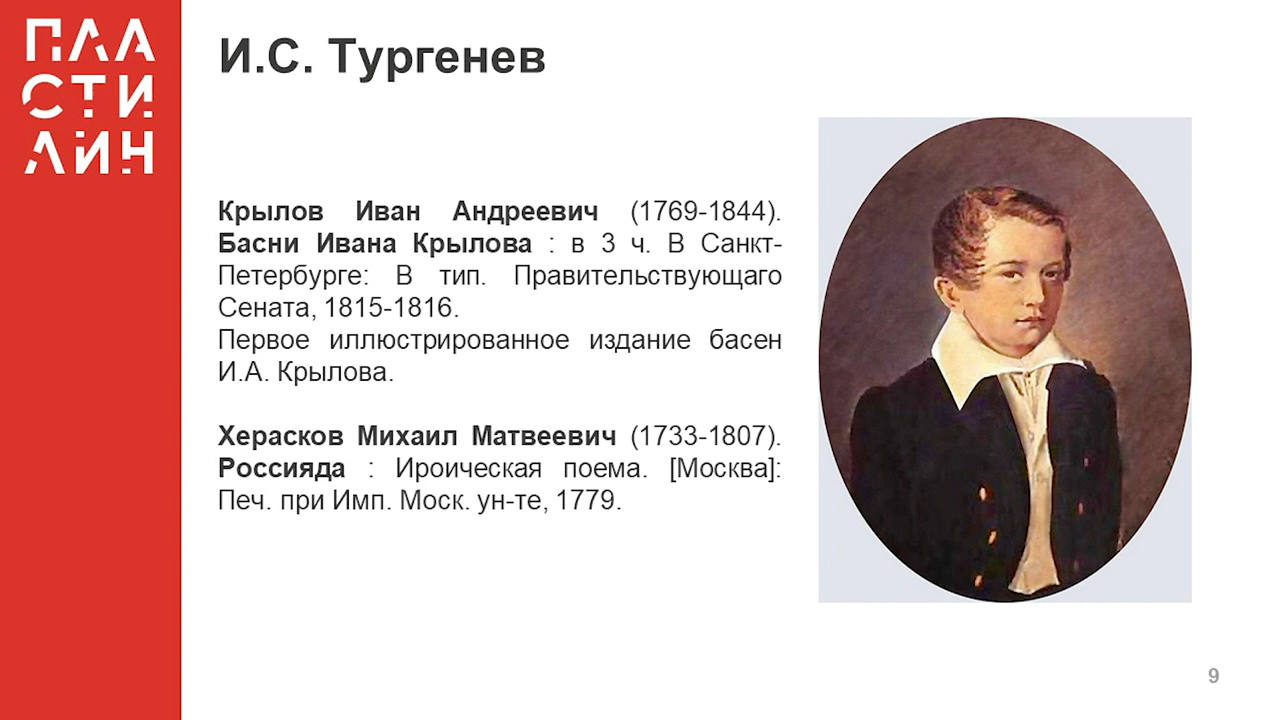 ПЛА
СТИ
ЛИН
И.С. Тургенев
Крылов Иван Андреевич (1769-1844).
Басни Ивана Крылова : в 3 ч. В Санкт-
Петербурге: В тип. Правительствующаго
Сената, 1815-1816.
Первое иллюстрированное издание басен
И.А. Крылова.
Херасков Михаил Матвеевич (1733-1807).
Россияда : Ироическая поема. [Москва]:
Печ. при Имп. Моск. ун-те, 1779.
9